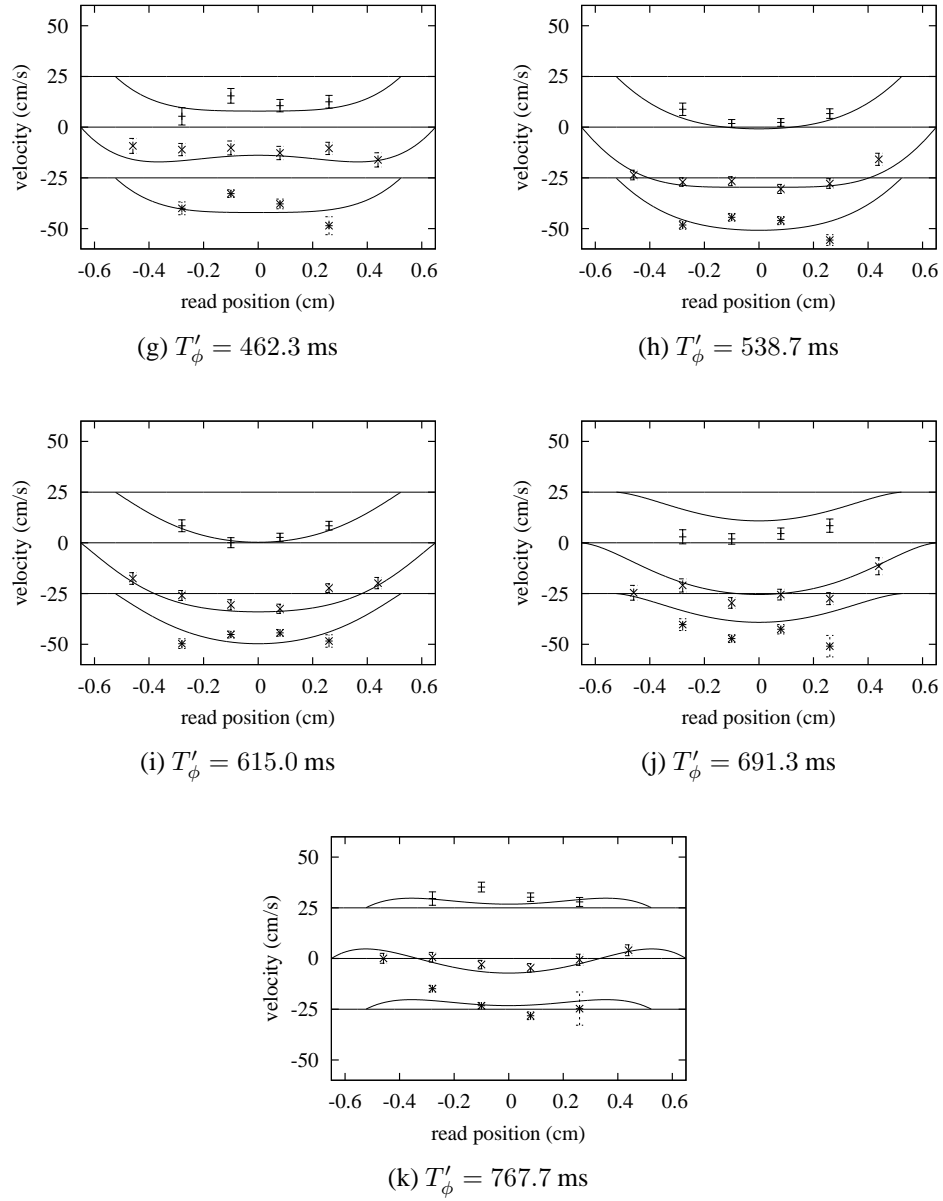 50
25
0
-25
-50
velocity (cm/s)
-0.6 -0.4 -0.2 0 0.2 0.4 0.6
read position (cm)
(g) T′ϕ = 462.3 ms
50
25
0
-25
-50
velocity (cm/s)
-0.6 -0.4 -0.2 0 0.2 0.4 0.6
read position (cm)
(h) T′ϕ = 538.7 ms
50
25
0
-25
-50
velocity (cm/s)
-0.6 -0.4 -0.2 0 0.2 0.4 0.6
read position (cm)
(i) T′ϕ = 615.0 ms
50
25
0
-25
-50
velocity (cm/s)
-0.6 -0.4 -0.2 0 0.2 0.4 0.6
read position (cm)
(j) T′ϕ = 691.3 ms
50
25
0
-25
-50
velocity (cm/s)
-0.6 -0.4 -0.2 0 0.2 0.4 0.6
read position (cm)
(k) T′ϕ = 767.7 ms